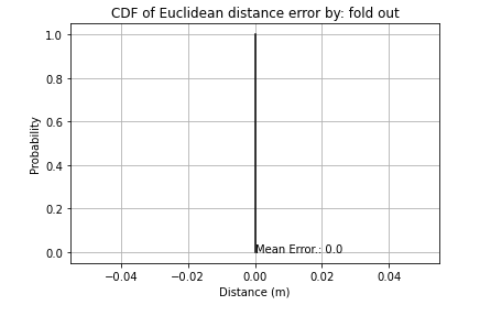 CDF of Euclidean distance error by: fold out
1.0
0.8
0.6
0.4
0.2
0.0
Probability
Mean Error.: 0.0
−0.04 −0.02 0.00 0.02 0.04
Distance (m)